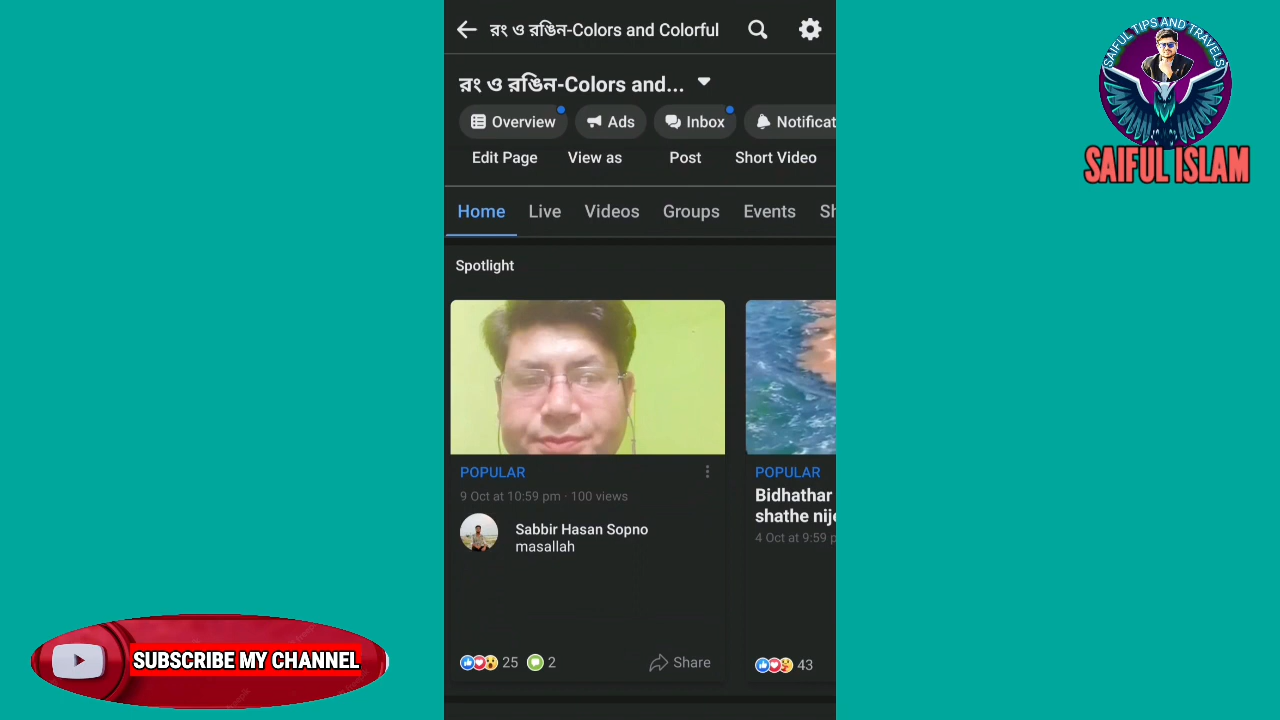 রং ও রঙিন-Colors and Colorful
রং ও রঙিন-Colors and...
Overview Ads Inbox Notificat
Edit Page View as Post Short Video
Home Live Videos Groups Events Sh
Spotlight
POPULAR
9 Oct at 10:59 pm · 100 views
Sabbir Hasan Sopno
masallah
25 2 Share
POPULAR
Bidhathar
shathe nije
4 Oct at 9:59 p
43
SAIFUL TIPS AND TRAVELS
SAIFUL ISLAM
SUBSCRIBE MY CHANNEL